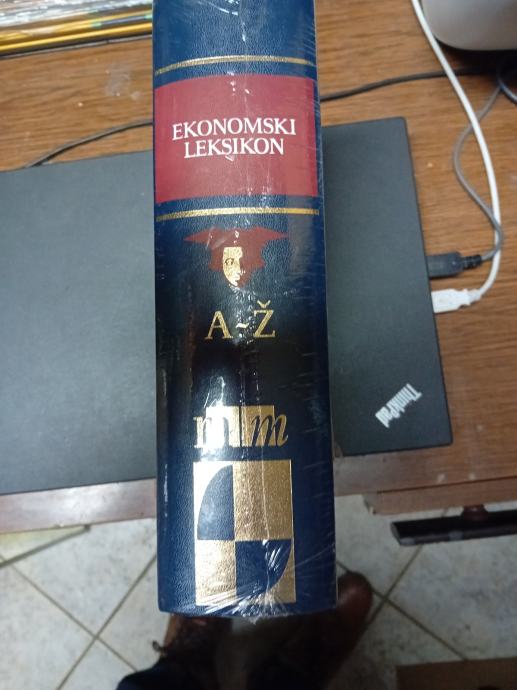 EKONOMSKI
LEKSIKON
A-Ž
mm
ThinkPad